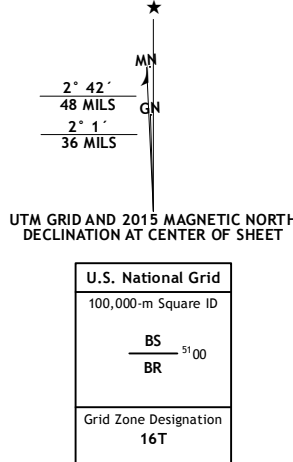 ★
MN
2° 42´
48 MILS
GN
2° 1´
36 MILS
UTM GRID AND 2015 MAGNETIC NORTH
DECLINATION AT CENTER OF SHEET
U.S. National Grid
100,000-m Square ID
BS
5100
BR
Grid Zone Designation
16T